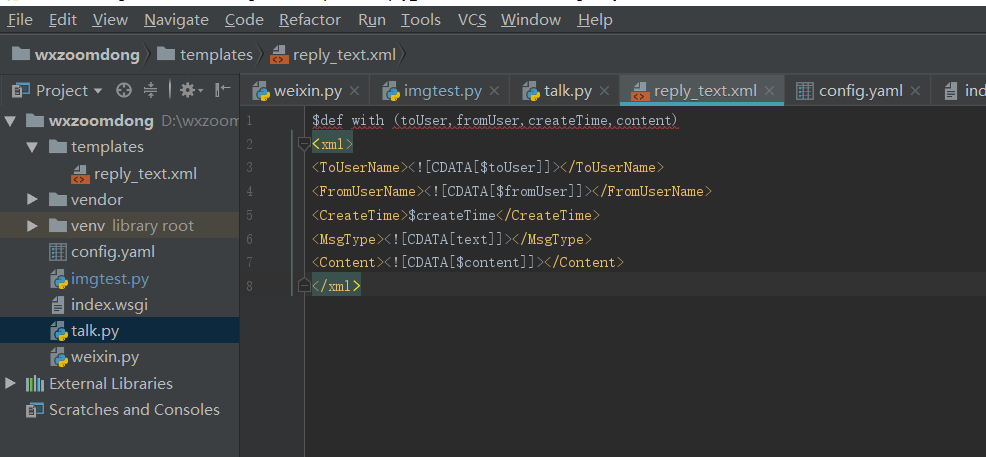 File Edit View Navigate Code Refactor Run Tools VCS Window Help
wxzoomdong templates reply_text.xml
Project weixin.py imgtest.py talk.py reply_text.xml config.yaml ind
wxzoomdong D:\wxzoom
templates
reply_text.xml
vendor
venv library root
config.yaml
imgtest.py
index.wsgi
talk.py
weixin.py
External Libraries
Scratches and Consoles
1 $def with (toUser,fromUser,createTime,content)
2 <xml>
3 <ToUserName><![CDATA[$toUser]]></ToUserName>
4 <FromUserName><![CDATA[$fromUser]]></FromUserName>
5 <CreateTime>$createTime</CreateTime>
6 <MsgType><![CDATA[text]]></MsgType>
7 <Content><![CDATA[$content]]></Content>
8 </xml>